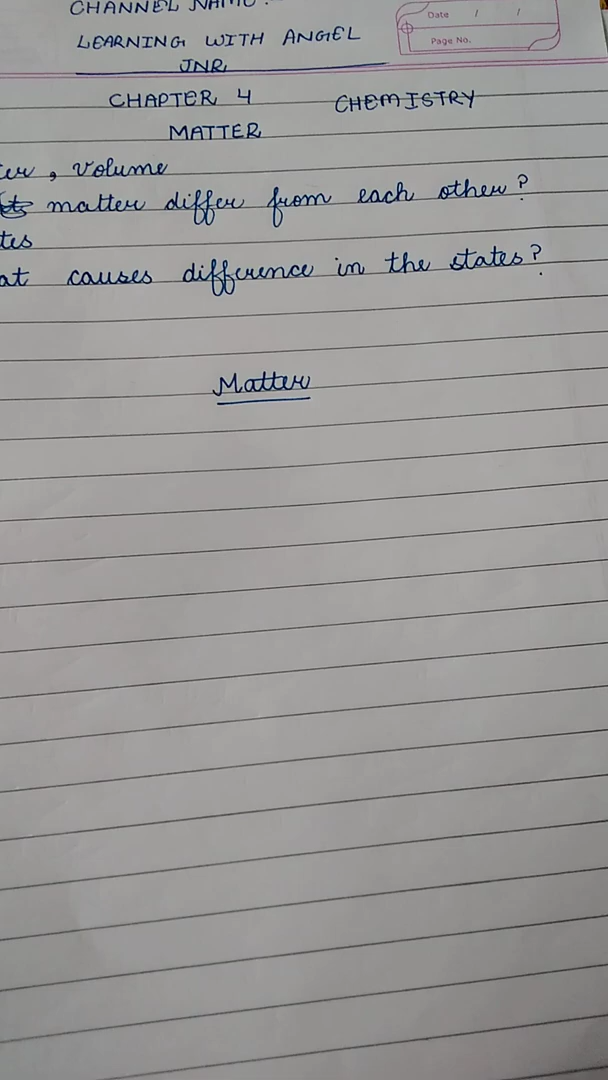 CHANNEL NAME:
Date / /
LEARNING WITH ANGEL
Page No.
JNR
CHAPTER 4 CHEMISTRY
MATTER
, volume
matter differ from each other?
causes difference in the states?
Matter